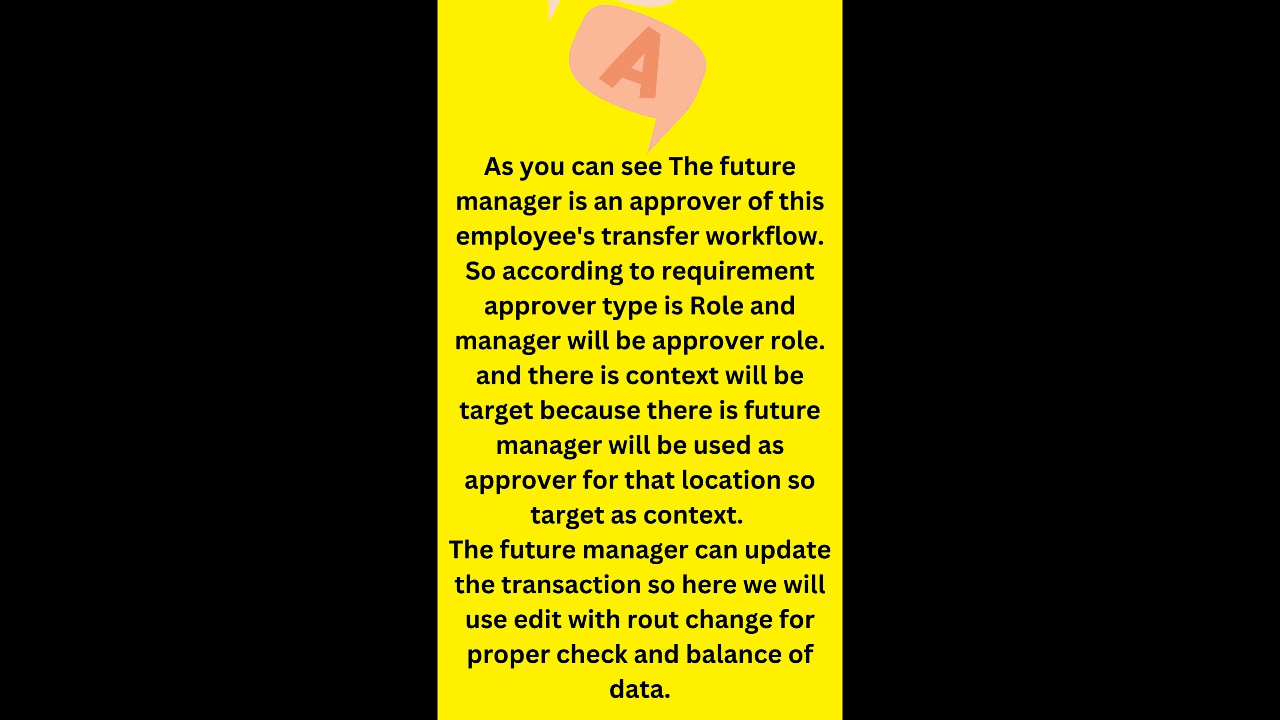 A
As you can see The future
manager is an approver of this
employee's transfer workflow.
So according to requirement
approver type is Role and
manager will be approver role.
and there is context will be
target because there is future
manager will be used as
approver for that location so
target as context.
The future manager can update
the transaction so here we will
use edit with rout change for
proper check and balance of
data.